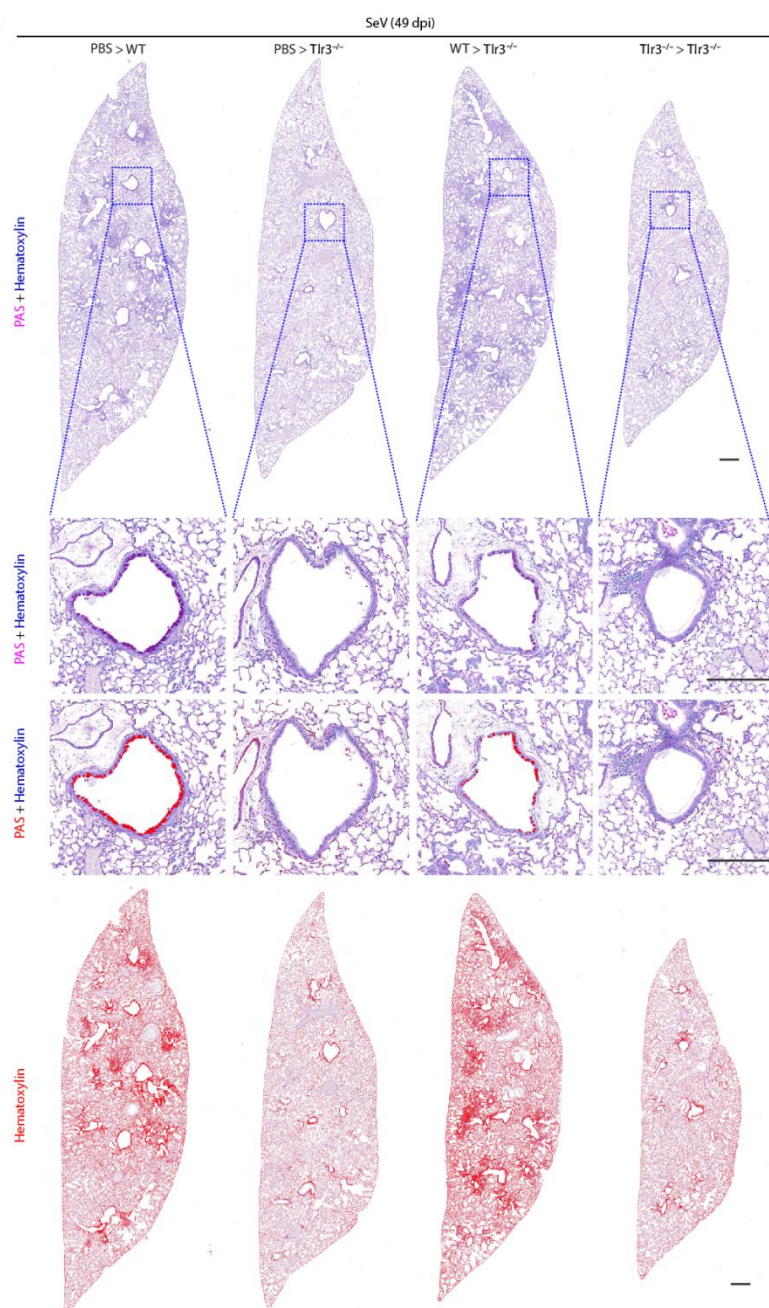 SeV (49 dpi)
PBS > WT
PBS > Tlr3⁻/⁻
WT > Tlr3⁻/⁻
Tlr3⁻/⁻ > Tlr3⁻/⁻
PAS + Hematoxylin
PAS + Hematoxylin
PAS + Hematoxylin
Hematoxylin